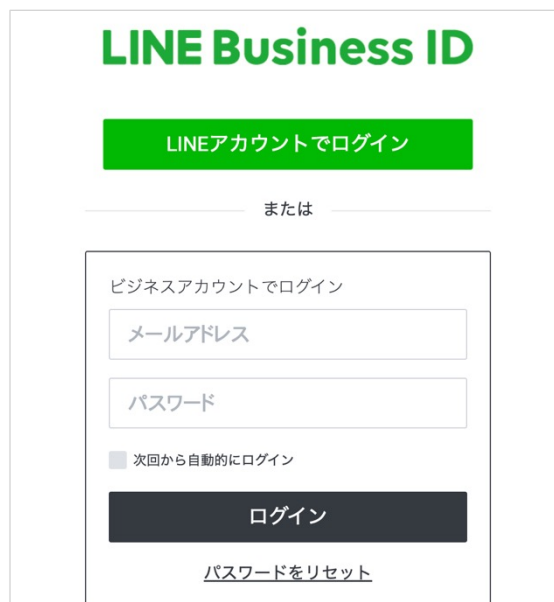 LINE Business ID
LINEアカウントでログイン
または
ビジネスアカウントでログイン
メールアドレス
パスワード
次回から自動的にログイン
ログイン
パスワードをリセット